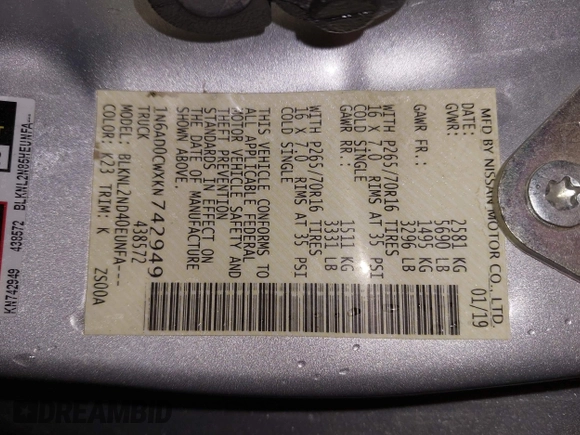 MFD BY NISSAN MOTOR CO., LTD.
DATE: 01/19
GVWR: 2581 KG
5690 LB
GAWR FR.: 1495 KG
3296 LB
WITH P265/70R16 TIRES
16 X 7.0 RIMS AT 35 PSI
COLD SINGLE
GAWR RR.: 1511 KG
3331 LB
WITH P265/70R16 TIRES
16 X 7.0 RIMS AT 35 PSI
COLD SINGLE
THIS VEHICLE CONFORMS TO
ALL APPLICABLE FEDERAL
MOTOR VEHICLE SAFETY AND
THEFT PREVENTION
STANDARDS IN EFFECT ON
THE DATE OF MANUFACTURE
SHOWN ABOVE.
1N6AD0CWXKN742949
TRUCK 438572
MODEL: BLKNL2ND40EUNFA---
COLOR: K23 TRIM: K ZS00A
KN742949 438572 BLKNL2N85HEUNFA---
DREAMBID